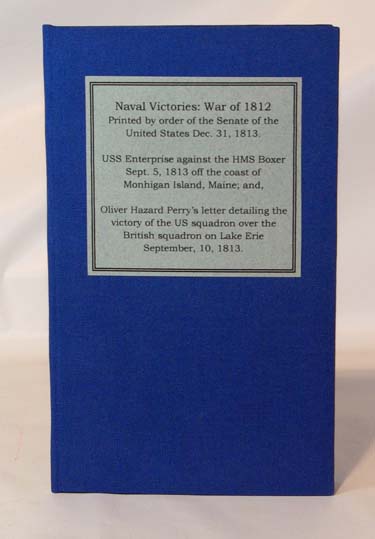 Naval Victories: War of 1812
Printed by order of the Senate of the
United States Dec. 31, 1813.
USS Enterprise against the HMS Boxer
Sept. 5, 1813 off the coast of
Monhigan Island, Maine; and,
Oliver Hazard Perry's letter detailing the
victory of the US squadron over the
British squadron on Lake Erie
September, 10, 1813.